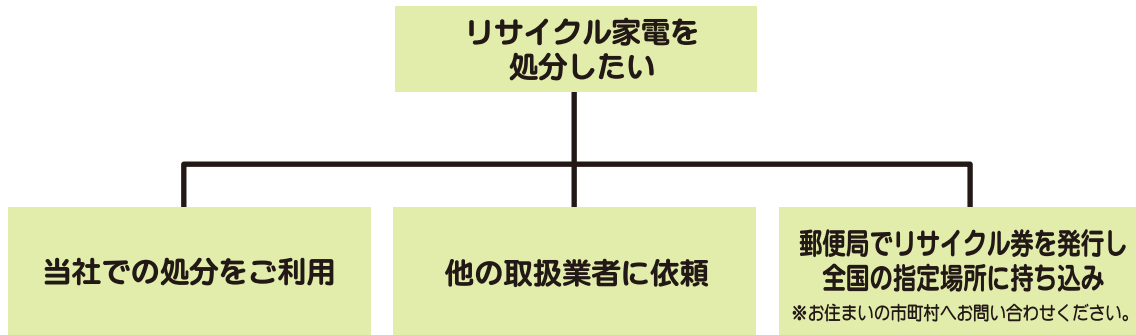 リサイクル家電を
処分したい
当社での処分をご利用
他の取扱業者に依頼
郵便局でリサイクル券を発行し
全国の指定場所に持ち込み
※お住まいの市町村へお問い合わせください。